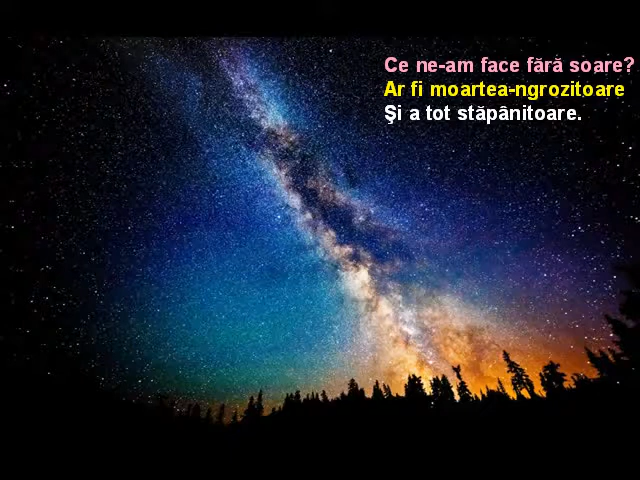 Ce ne-am face fără soare?
Ar fi moartea-ngrozitoare
Şi a tot stăpânitoare.